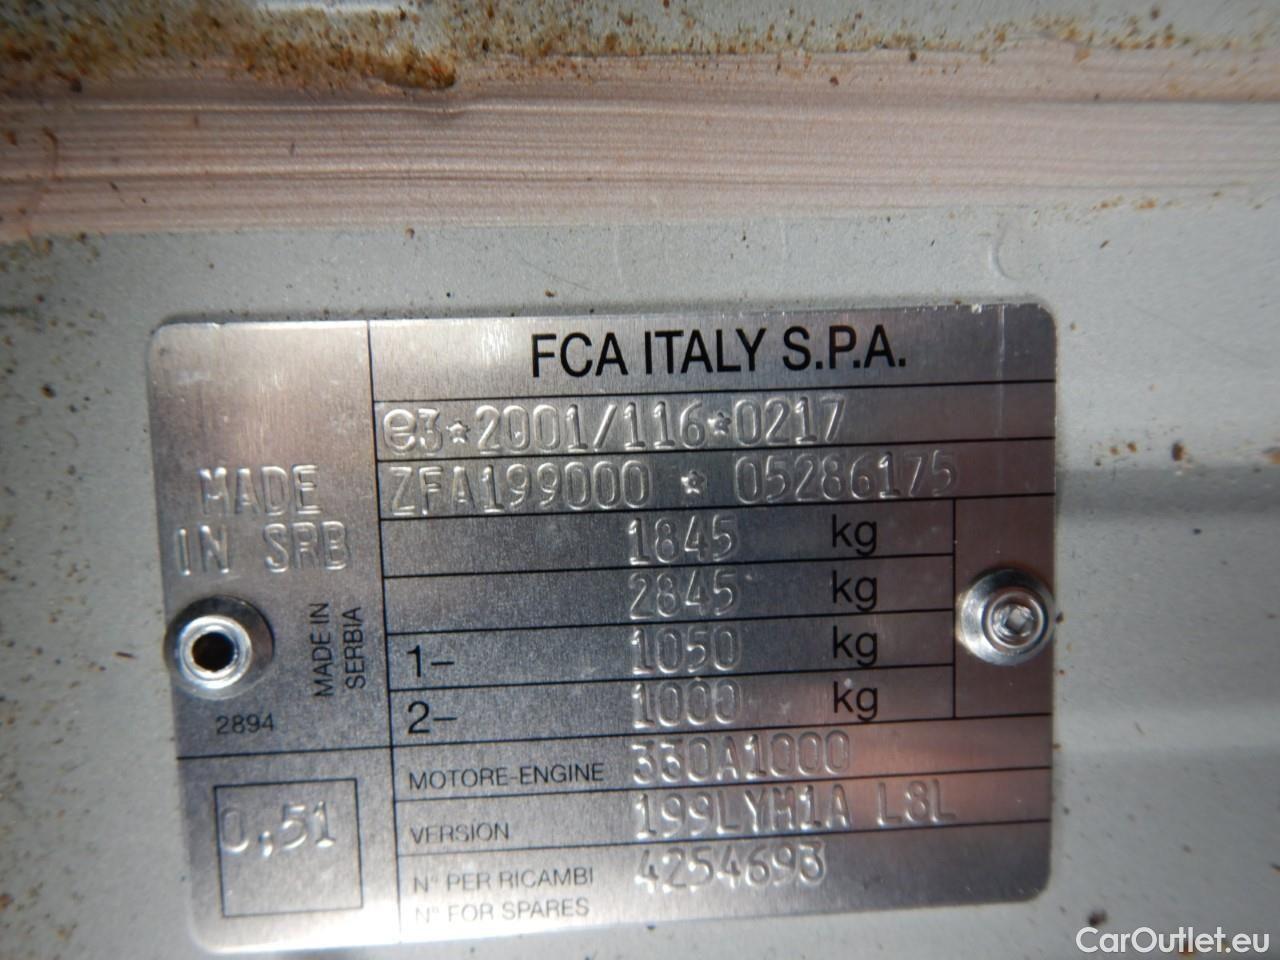 FCA ITALY S.P.A.
e3*2001/116*0217
ZFA199000 * 05286175
MADE
IN SRB
1845 kg
2845 kg
1- 1050 kg
2- 1000 kg
MADE IN
SERBIA
2894
MOTORE-ENGINE 330A1000
VERSION 199LYM1A L8L
N° PER RICAMBI 4254693
N° FOR SPARES
0,51
CarOutlet.eu